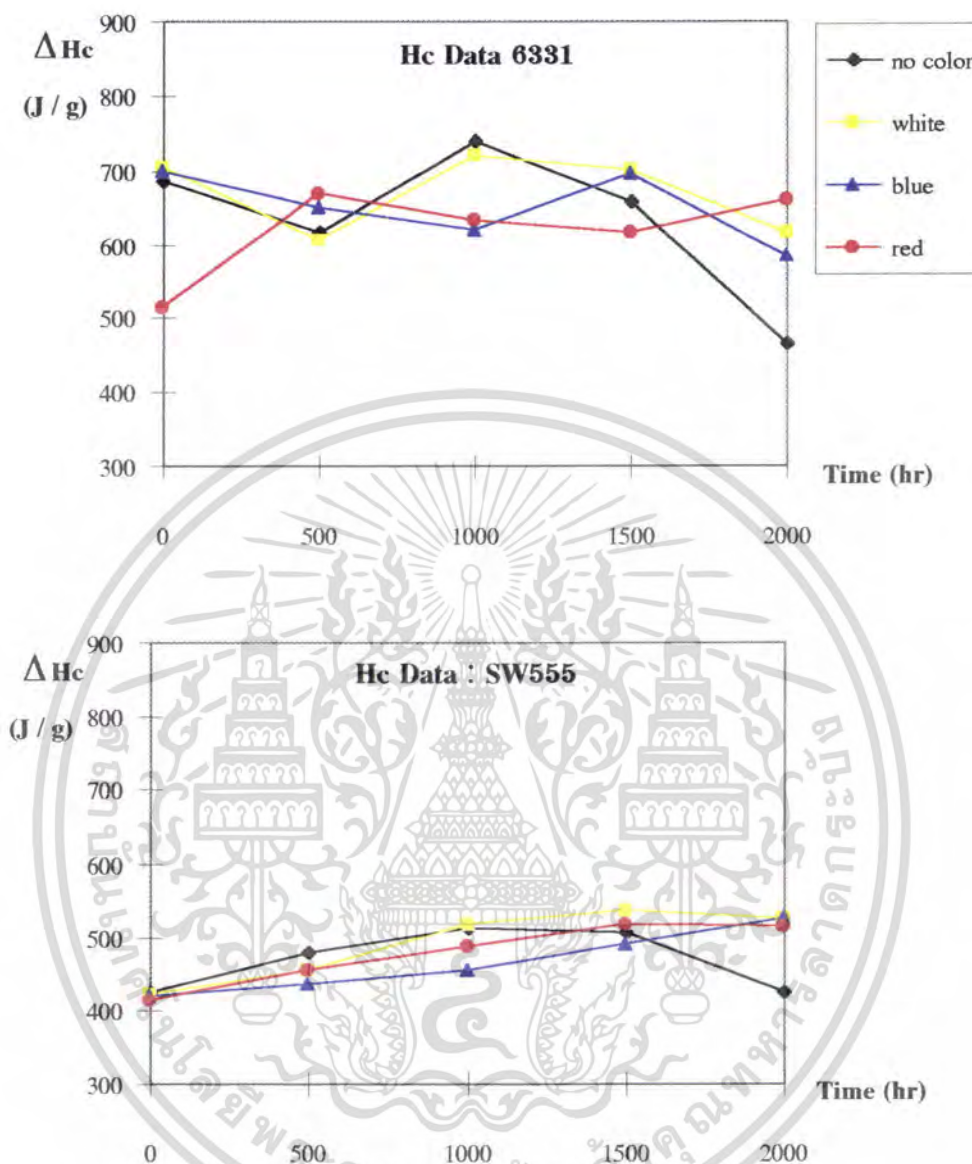 900
ΔHc
Hc Data 6331
no color
(J / g)
800
white
700
blue
600
red
500
400
300
Time (hr)
0 500 1000 1500 2000
900
ΔHc
Hc Data : SW555
(J / g)
800
700
600
500
400
300
Time (hr)
0 500 1000 1500 2000